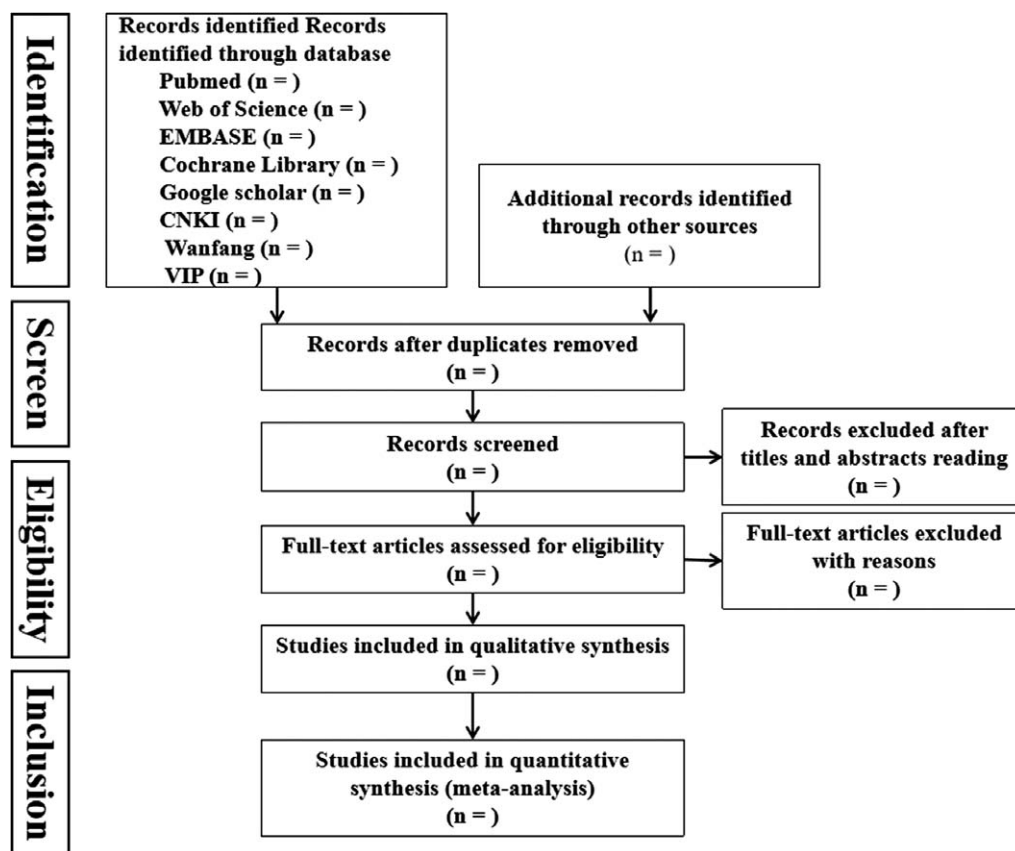 Identification
Records identified Records
identified through database
Pubmed (n = )
Web of Science (n = )
EMBASE (n = )
Cochrane Library (n = )
Google scholar (n = )
CNKI (n = )
Wanfang (n = )
VIP (n = )
Additional records identified
through other sources
(n = )
Screen
Records after duplicates removed
(n = )
Records screened
(n = )
Records excluded after
titles and abstracts reading
(n = )
Eligibility
Full-text articles assessed for eligibility
(n = )
Full-text articles excluded
with reasons
(n = )
Studies included in qualitative synthesis
(n = )
Inclusion
Studies included in quantitative
synthesis (meta-analysis)
(n = )